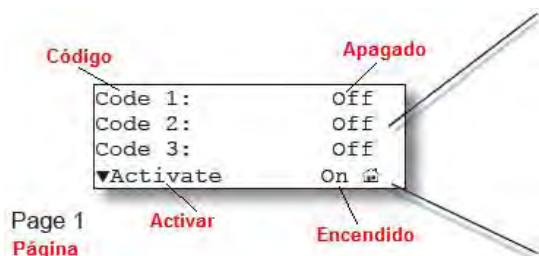 Código
Apagado
Code 1: Off
Code 2: Off
Code 3: Off
▼Activate On
Page 1
Activar
Encendido
Página